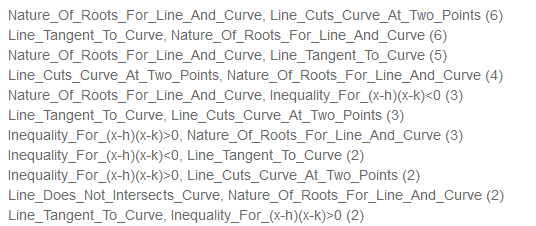 Nature_Of_Roots_For_Line_And_Curve, Line_Cuts_Curve_At_Two_Points (6)
Line_Tangent_To_Curve, Nature_Of_Roots_For_Line_And_Curve (6)
Nature_Of_Roots_For_Line_And_Curve, Line_Tangent_To_Curve (5)
Line_Cuts_Curve_At_Two_Points, Nature_Of_Roots_For_Line_And_Curve (4)
Nature_Of_Roots_For_Line_And_Curve, Inequality_For_(x-h)(x-k)<0 (3)
Line_Tangent_To_Curve, Line_Cuts_Curve_At_Two_Points (3)
Inequality_For_(x-h)(x-k)>0, Nature_Of_Roots_For_Line_And_Curve (3)
Inequality_For_(x-h)(x-k)<0, Line_Tangent_To_Curve (2)
Inequality_For_(x-h)(x-k)>0, Line_Cuts_Curve_At_Two_Points (2)
Line_Does_Not_Intersects_Curve, Nature_Of_Roots_For_Line_And_Curve (2)
Line_Tangent_To_Curve, Inequality_For_(x-h)(x-k)>0 (2)